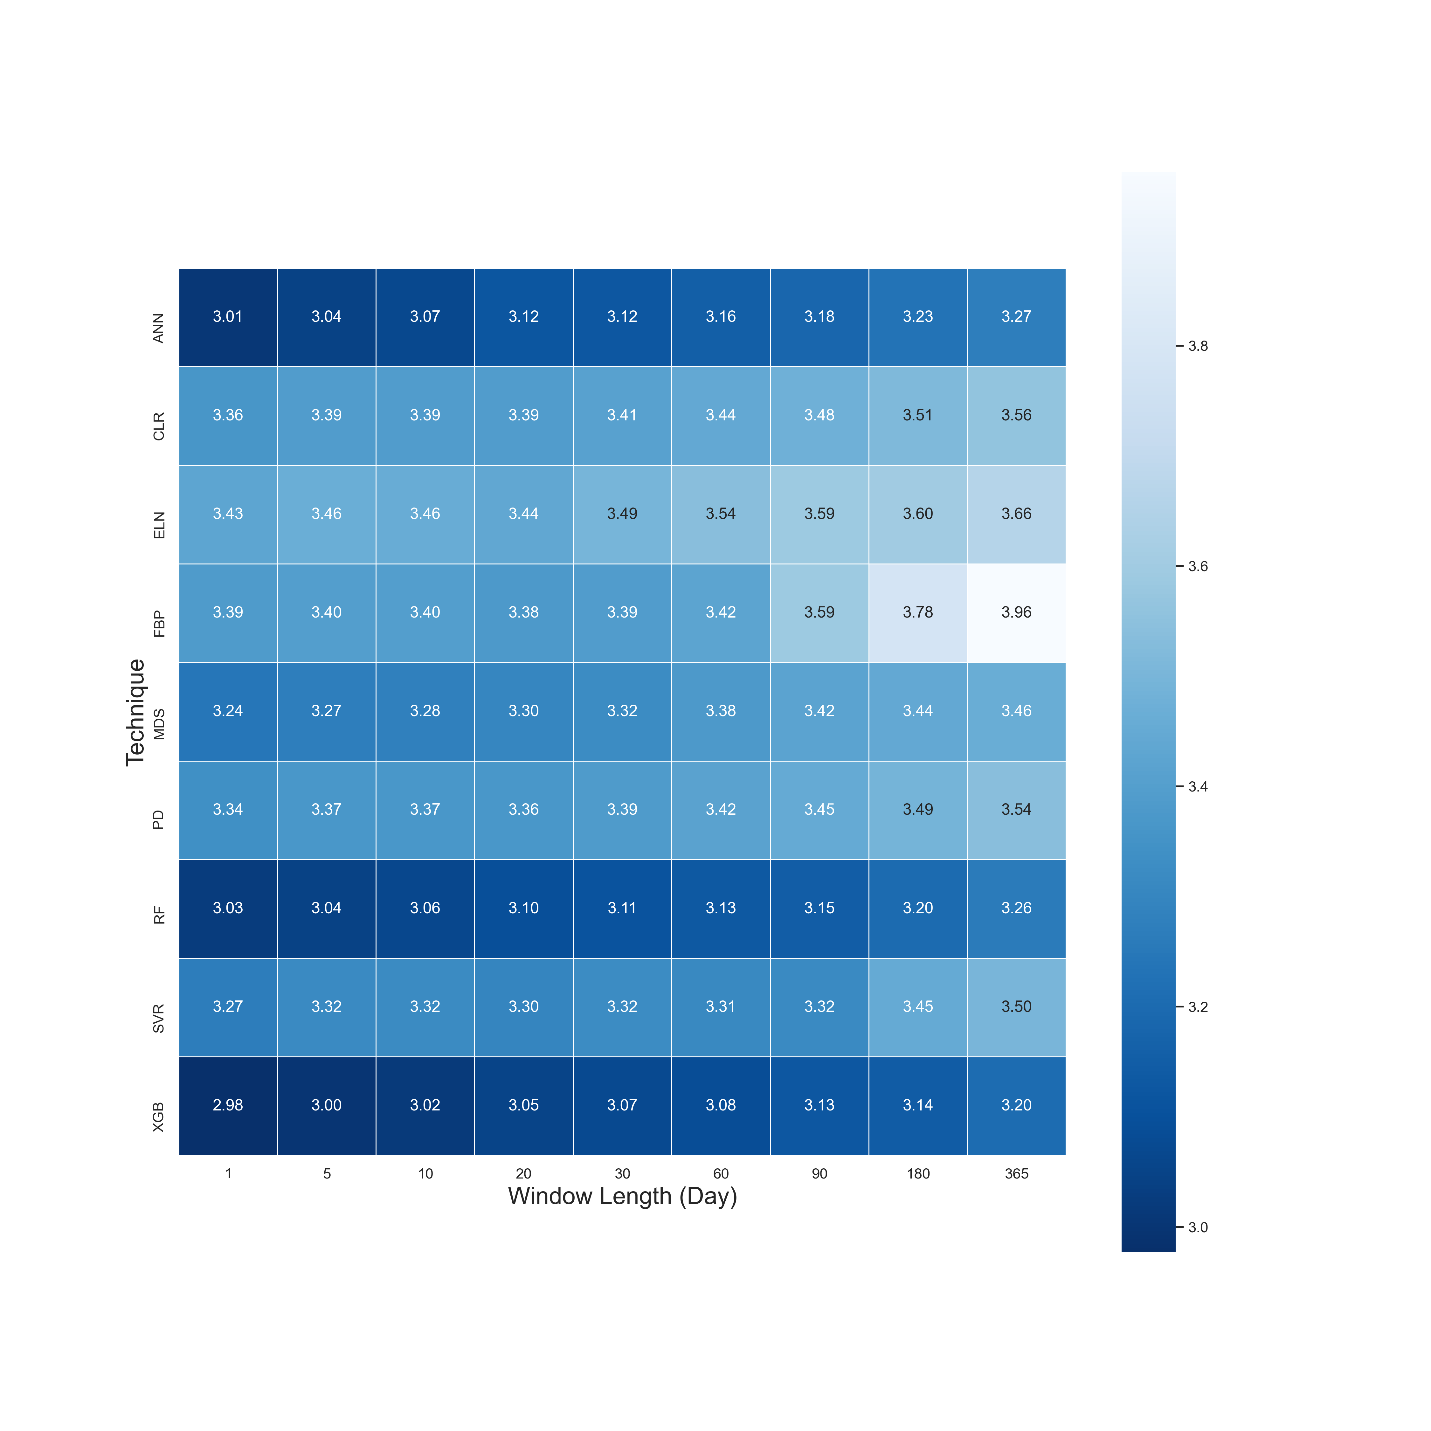 ANN 3.01 3.04 3.07 3.12 3.12 3.16 3.18 3.23 3.27
CLR 3.36 3.39 3.39 3.39 3.41 3.44 3.48 3.51 3.56
ELN 3.43 3.46 3.46 3.44 3.49 3.54 3.59 3.60 3.66
FBP 3.39 3.40 3.40 3.38 3.39 3.42 3.59 3.78 3.96
Technique
MDS 3.24 3.27 3.28 3.30 3.32 3.38 3.42 3.44 3.46
PD 3.34 3.37 3.37 3.36 3.39 3.42 3.45 3.49 3.54
RF 3.03 3.04 3.06 3.10 3.11 3.13 3.15 3.20 3.26
SVR 3.27 3.32 3.32 3.30 3.32 3.31 3.32 3.45 3.50
XGB 2.98 3.00 3.02 3.05 3.07 3.08 3.13 3.14 3.20
1 5 10 20 30 60 90 180 365
Window Length (Day)
3.8
3.6
3.4
3.2
3.0